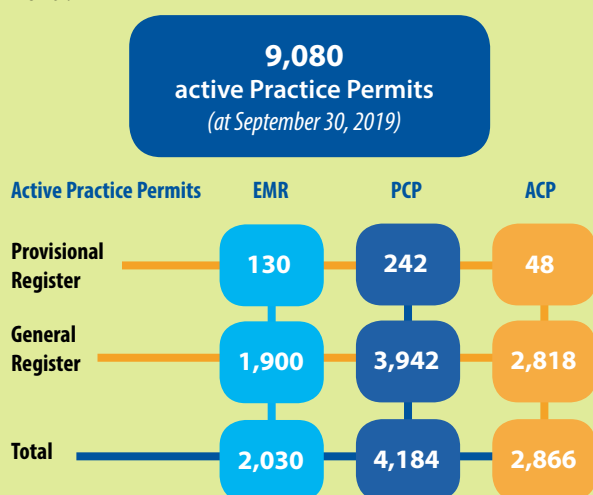 9,080
active Practice Permits
(at September 30, 2019)
Active Practice Permits EMR PCP ACP
Provisional
Register
130 242 48
General
Register
1,900 3,942 2,818
Total
2,030 4,184 2,866